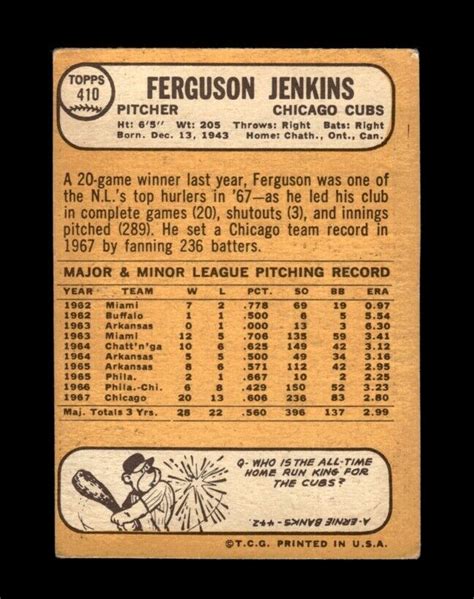 TOPPS
410
FERGUSON JENKINS
PITCHER CHICAGO CUBS
Ht: 6'5" Wt: 205 Throws: Right Bats: Right
Born. Dec. 13, 1943 Home: Chath., Ont., Can.
A 20-game winner last year, Ferguson was one of
the N.L.'s top hurlers in '67—as he led his club
in complete games (20), shutouts (3), and innings
pitched (289). He set a Chicago team record in
1967 by fanning 236 batters.
MAJOR & MINOR LEAGUE PITCHING RECORD
YEAR TEAM W L PCT. SO BB ERA
1962 Miami 7 2 .778 69 19 0.97
1962 Buffalo 1 1 .500 6 5 5.54
1963 Arkansas 0 1 .000 13 3 6.30
1963 Miami 12 5 .706 135 59 3.41
1964 Chatt'n'ga 10 6 .625 149 42 3.12
1964 Arkansas 5 5 .500 49 34 3.16
1965 Arkansas 8 6 .571 112 42 2.95
1965 Phila. 2 1 .667 10 2 2.25
1966 Phila.-Chi. 6 8 .429 150 52 3.23
1967 Chicago 20 13 .606 236 83 2.80
Maj. Totals 3 Yrs. 28 22 .560 396 137 2.99
Q- WHO IS THE ALL-TIME
HOME RUN KING FOR
THE CUBS?
A-ERNIE BANKS-442
©T.C.G. PRINTED IN U.S.A.